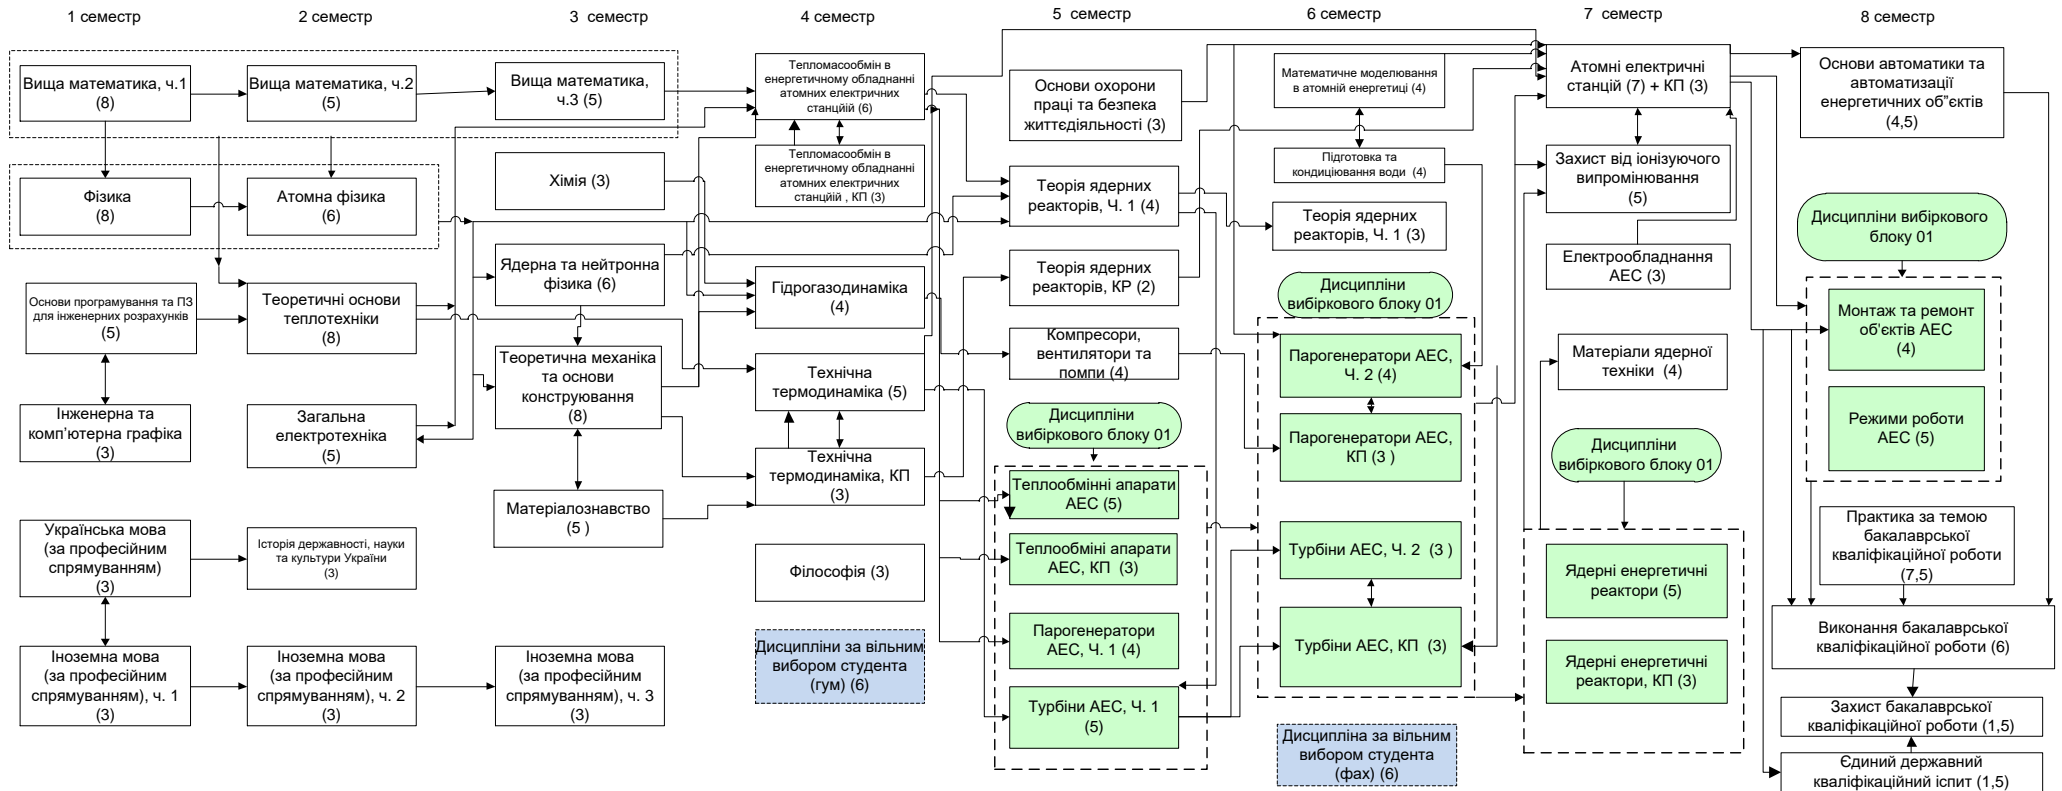 1 семестр
2 семестр
3 семестр
4 семестр
5 семестр
6 семестр
7 семестр
8 семестр
Вища математика, ч.1
(8)
Фізика
(8)
Основи програмування та ПЗ
для інженерних розрахунків
(5)
Інженерна та
комп’ютерна графіка
(3)
Українська мова
(за професійним
спрямуванням)
(3)
Іноземна мова
(за професійним
спрямуванням), ч. 1
(3)
Вища математика, ч.2
(5)
Атомна фізика
(6)
Теоретичні основи
теплотехніки
(8)
Загальна
електротехніка
(5)
Історія державності, науки
та культури України
(3)
Іноземна мова
(за професійним
спрямуванням), ч. 2
(3)
Вища математика,
ч.3 (5)
Хімія (3)
Ядерна та нейтронна
фізика (6)
Теоретична механіка
та основи
конструювання
(8)
Матеріалознавство
(5 )
Іноземна мова
(за професійним
спрямуванням), ч. 3
(3)
Тепломасообмін в
енергетичному обладнанні
атомних електричних
станцій (6)
Тепломасообмін в
енергетичному обладнанні
атомних електричних
станцій , КП (3)
Гідрогазодинаміка
(4)
Технічна
термодинаміка (5)
Технічна
термодинаміка, КП
(3)
Філософія (3)
Дисципліни за вільним
вибором студента
(гум) (6)
Основи охорони
праці та безпека
життєдіяльності (3)
Теорія ядерних
реакторів, Ч. 1 (4)
Теорія ядерних
реакторів, КР (2)
Компресори,
вентилятори та
помпи (4)
Дисципліни
вибіркового блоку 01
Теплообмінні апарати
АЕС (5)
Теплообміні апарати
АЕС, КП (3)
Парогенератори
АЕС, Ч. 1 (4)
Турбіни АЕС, Ч. 1
(5)
Математичне моделювання
в атомній енергетиці (4)
Підготовка та
кондиціювання води (4)
Теорія ядерних
реакторів, Ч. 1 (3)
Дисципліни
вибіркового блоку 01
Парогенератори АЕС,
Ч. 2 (4)
Парогенератори АЕС,
КП (3 )
Турбіни АЕС, Ч. 2 (3 )
Турбіни АЕС, КП (3)
Дисципліна за вільним
вибором студента
(фах) (6)
Атомні електричні
станцій (7) + КП (3)
Захист від іонізуючого
випромінювання
(5)
Електрообладнання
АЕС (3)
Матеріали ядерної
техніки (4)
Дисципліни
вибіркового блоку 01
Ядерні енергетичні
реактори (5)
Ядерні енергетичні
реактори, КП (3)
Основи автоматики та
автоматизації
енергетичних об"єктів
(4,5)
Дисципліни вибіркового
блоку 01
Монтаж та ремонт
об'єктів АЕС
(4)
Режими роботи
АЕС (5)
Практика за темою
бакалаврської
кваліфікаційної роботи
(7,5)
Виконання бакалаврської
кваліфікаційної роботи (6)
Захист бакалаврської
кваліфікаційної роботи (1,5)
Єдиний державний
кваліфікаційний іспит (1,5)